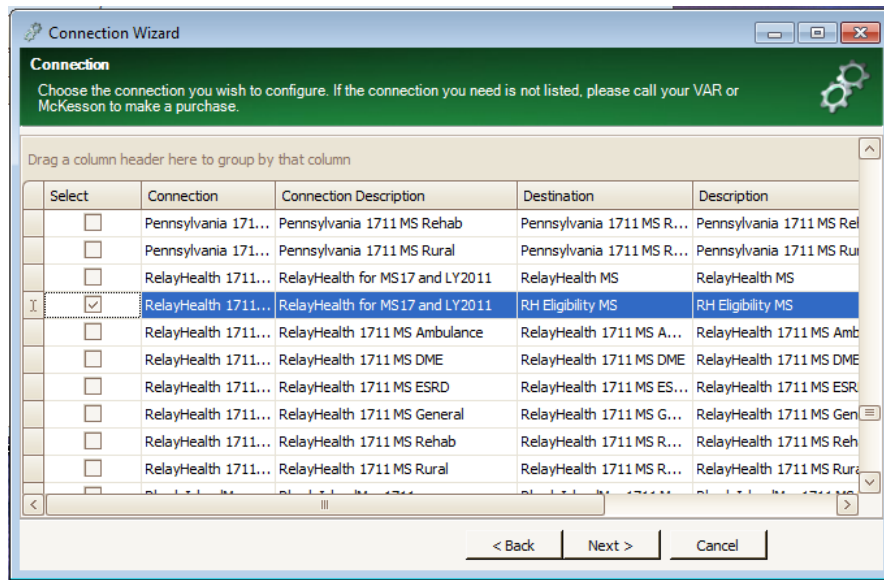 Connection Wizard
Connection
Choose the connection you wish to configure. If the connection you need is not listed, please call your VAR or
McKesson to make a purchase.
Drag a column header here to group by that column
Select Connection Connection Description Destination Description
Pennsylvania 171... Pennsylvania 1711 MS Rehab Pennsylvania 1711 MS R... Pennsylvania 1711 MS Reh
Pennsylvania 171... Pennsylvania 1711 MS Rural Pennsylvania 1711 MS R... Pennsylvania 1711 MS Rur
RelayHealth 1711... RelayHealth for MS17 and LY2011 RelayHealth MS RelayHealth MS
RelayHealth 1711... RelayHealth for MS17 and LY2011 RH Eligibility MS RH Eligibility MS
RelayHealth 1711... RelayHealth 1711 MS Ambulance RelayHealth 1711 MS A... RelayHealth 1711 MS Amb
RelayHealth 1711... RelayHealth 1711 MS DME RelayHealth 1711 MS DME RelayHealth 1711 MS DME
RelayHealth 1711... RelayHealth 1711 MS ESRD RelayHealth 1711 MS ES... RelayHealth 1711 MS ESR
RelayHealth 1711... RelayHealth 1711 MS General RelayHealth 1711 MS G... RelayHealth 1711 MS Gen
RelayHealth 1711... RelayHealth 1711 MS Rehab RelayHealth 1711 MS R... RelayHealth 1711 MS Reh
RelayHealth 1711... RelayHealth 1711 MS Rural RelayHealth 1711 MS R... RelayHealth 1711 MS Rura
< Back Next > Cancel